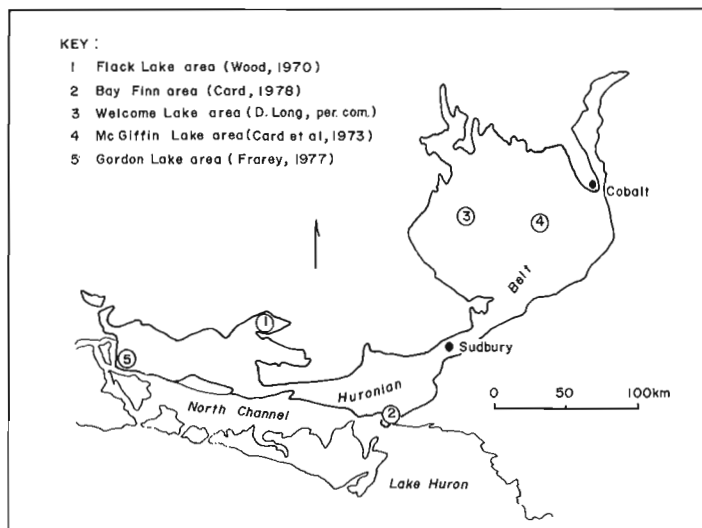 KEY :
1 Flack Lake area (Wood, 1970)
2 Bay Finn area (Card, 1978)
3 Welcome Lake area (D. Long, per. com.)
4 Mc Giffin Lake area (Card et al, 1973)
5 Gordon Lake area ( Frarey, 1977)
Cobalt
3
4
Belt
1
Sudbury
5
Huronian
0 50 100km
North Channel
2
Lake Huron